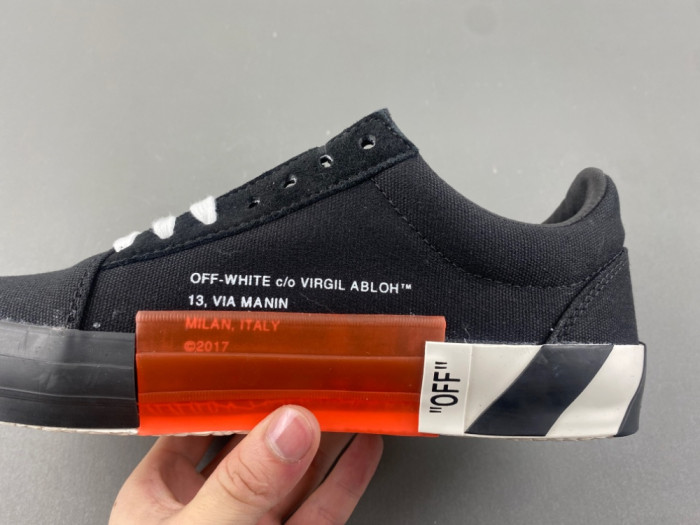 OFF-WHITE c/o VIRGIL ABLOH™
13, VIA MANIN
MILAN, ITALY
©2017
"OFF"